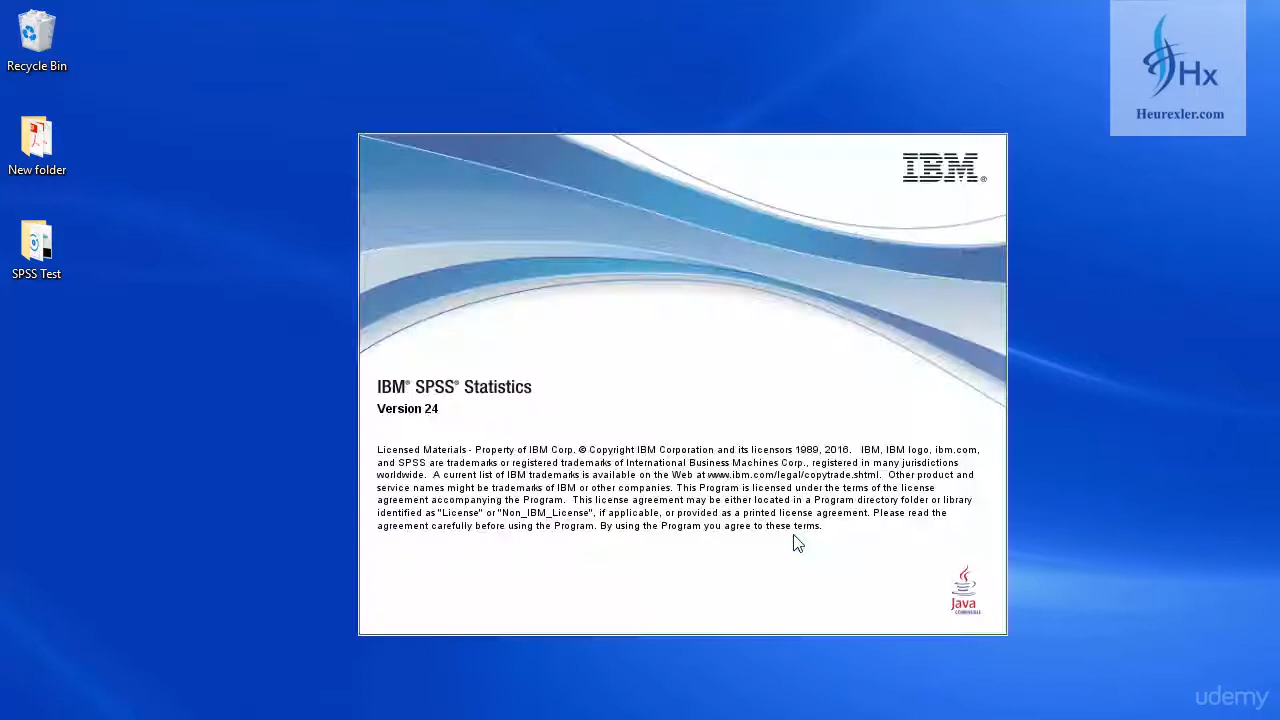 Recycle Bin
New folder
SPSS Test
Hx
Heurexler.com
IBM®
IBM® SPSS® Statistics
Version 24
Licensed Materials - Property of IBM Corp. © Copyright IBM Corporation and its licensors 1989, 2016. IBM, IBM logo, ibm.com,
and SPSS are trademarks or registered trademarks of International Business Machines Corp., registered in many jurisdictions
worldwide. A current list of IBM trademarks is available on the Web at www.ibm.com/legal/copytrade.shtml. Other product and
service names might be trademarks of IBM or other companies. This Program is licensed under the terms of the license
agreement accompanying the Program. This license agreement may be either located in a Program directory folder or library
identified as "License" or "Non_IBM_License", if applicable, or provided as a printed license agreement. Please read the
agreement carefully before using the Program. By using the Program you agree to these terms.
Java
COMPATIBLE
udemy